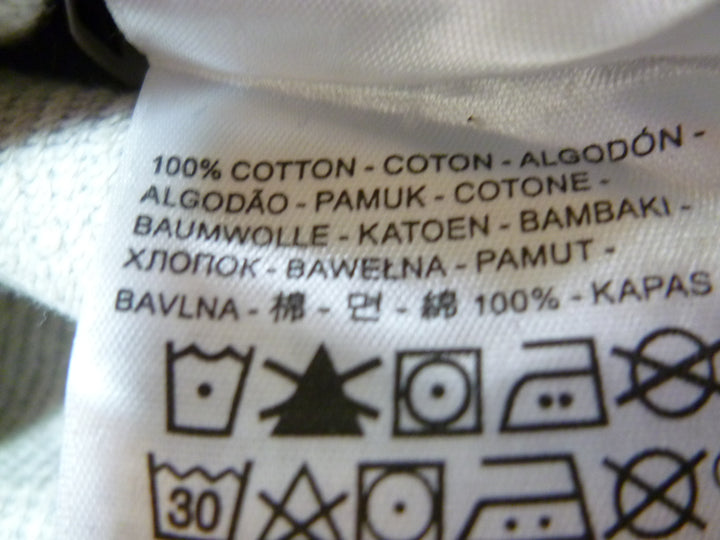 100% COTTON - COTON - ALGODÓN -
ALGODÃO - PAMUK - COTONE -
BAUMWOLLE - KATOEN - BAMBAKI -
ХЛОПОК - BAWEŁNA - PAMUT -
BAVLNA - 棉 - 면 - 綿 100% - KAPAS
30